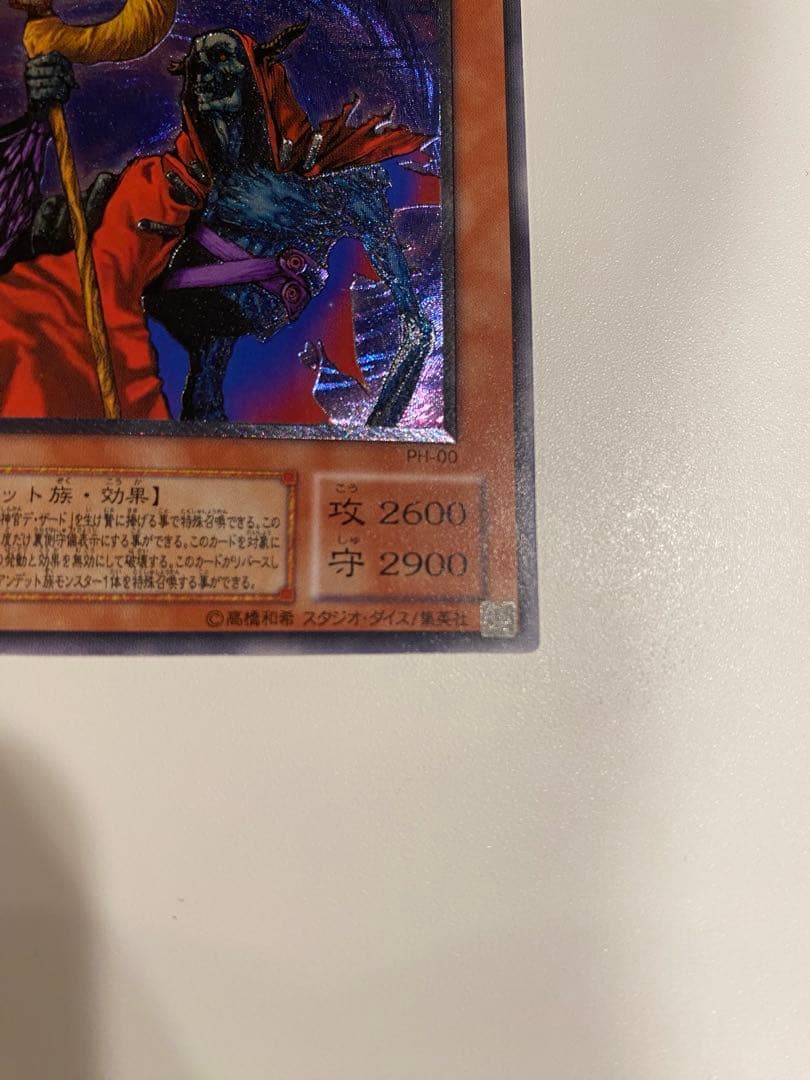 PH-00
ット族・効果】
神官デ・ザード」を生け贄に捧げる事で特殊召喚できる。この
度だけ裏側守備表示にする事ができる。このカードを対象に
の発動と効果を無効にして破壊する。このカードがリバースし
アンデット族モンスター1体を特殊召喚する事ができる。
攻 2600
守 2900
©高橋和希 スタジオ・ダイス/集英社